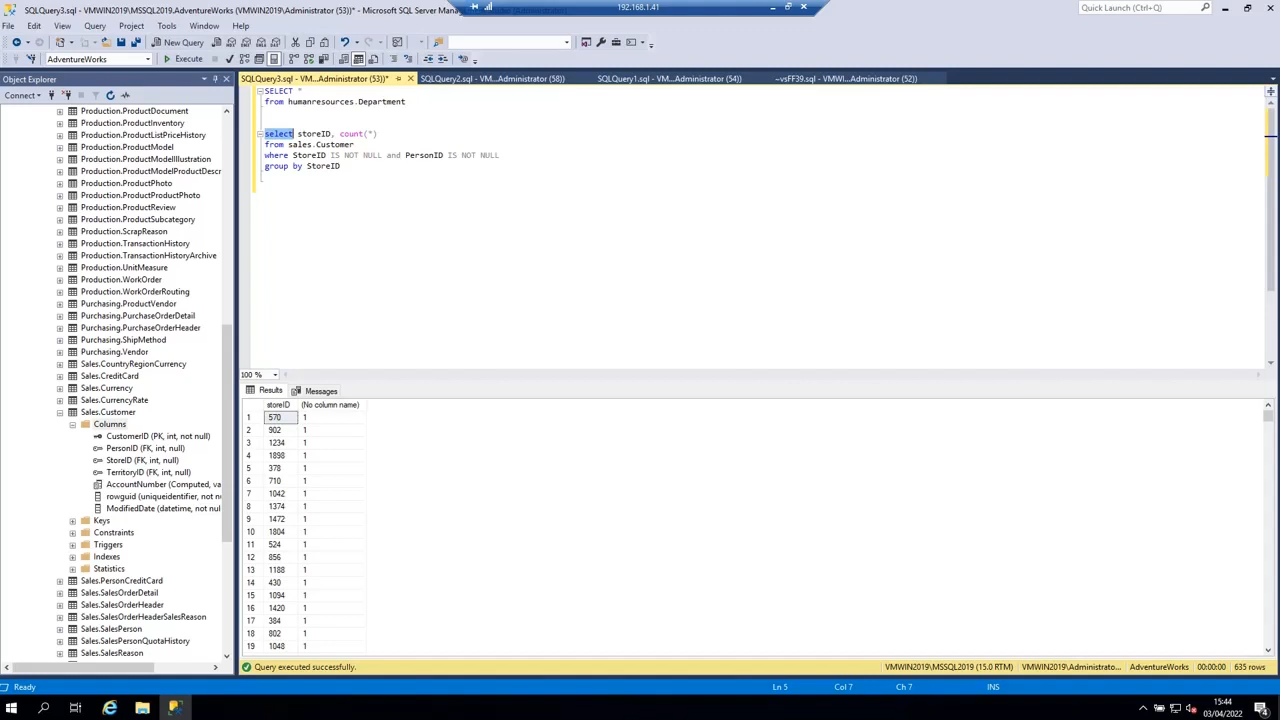 SQLQuery3.sql - VMWIN2019\MSSQL2019.AdventureWorks (VMWIN2019\Administrator (53))* - Microsoft SQL Server Management Studio (Administrator)
192.168.1.41
Quick Launch (Ctrl+Q)
File Edit View Query Project Tools Window Help
New Query
AdventureWorks
Execute
Object Explorer
SQLQuery3.sql - VM...Administrator (53))*
SQLQuery2.sql - VM...Administrator (58))
SQLQuery1.sql - VM...Administrator (54))
~vsFF39.sql - VMWI...Administrator (52))
Connect
Production.ProductDocument
Production.ProductInventory
Production.ProductListPriceHistory
Production.ProductModel
Production.ProductModelIllustration
Production.ProductModelProductDescr
Production.ProductPhoto
Production.ProductProductPhoto
Production.ProductReview
Production.ProductSubcategory
Production.ScrapReason
Production.TransactionHistory
Production.TransactionHistoryArchive
Production.UnitMeasure
Production.WorkOrder
Production.WorkOrderRouting
Purchasing.ProductVendor
Purchasing.PurchaseOrderDetail
Purchasing.PurchaseOrderHeader
Purchasing.ShipMethod
Purchasing.Vendor
Sales.CountryRegionCurrency
Sales.CreditCard
Sales.Currency
Sales.CurrencyRate
Sales.Customer
Columns
CustomerID (PK, int, not null)
PersonID (FK, int, null)
StoreID (FK, int, null)
TerritoryID (FK, int, null)
AccountNumber (Computed, va
rowguid (uniqueidentifier, not nu
ModifiedDate (datetime, not nul
Keys
Constraints
Triggers
Indexes
Statistics
Sales.PersonCreditCard
Sales.SalesOrderDetail
Sales.SalesOrderHeader
Sales.SalesOrderHeaderSalesReason
Sales.SalesPerson
Sales.SalesPersonQuotaHistory
Sales.SalesReason
SELECT *
from humanresources.Department
select storeID, count(*)
from sales.Customer
where StoreID IS NOT NULL and PersonID IS NOT NULL
group by StoreID
100 %
Results Messages
storeID (No column name)
1 570 1
2 902 1
3 1234 1
4 1898 1
5 378 1
6 710 1
7 1042 1
8 1374 1
9 1472 1
10 1804 1
11 524 1
12 856 1
13 1188 1
14 430 1
15 1094 1
16 1420 1
17 384 1
18 802 1
19 1048 1
Query executed successfully.
VMWIN2019\MSSQL2019 (15.0 RTM) VMWIN2019\Administrato... AdventureWorks 00:00:00 635 rows
Ready Ln 5 Col 7 Ch 7 INS
15:44
03/04/2022
4